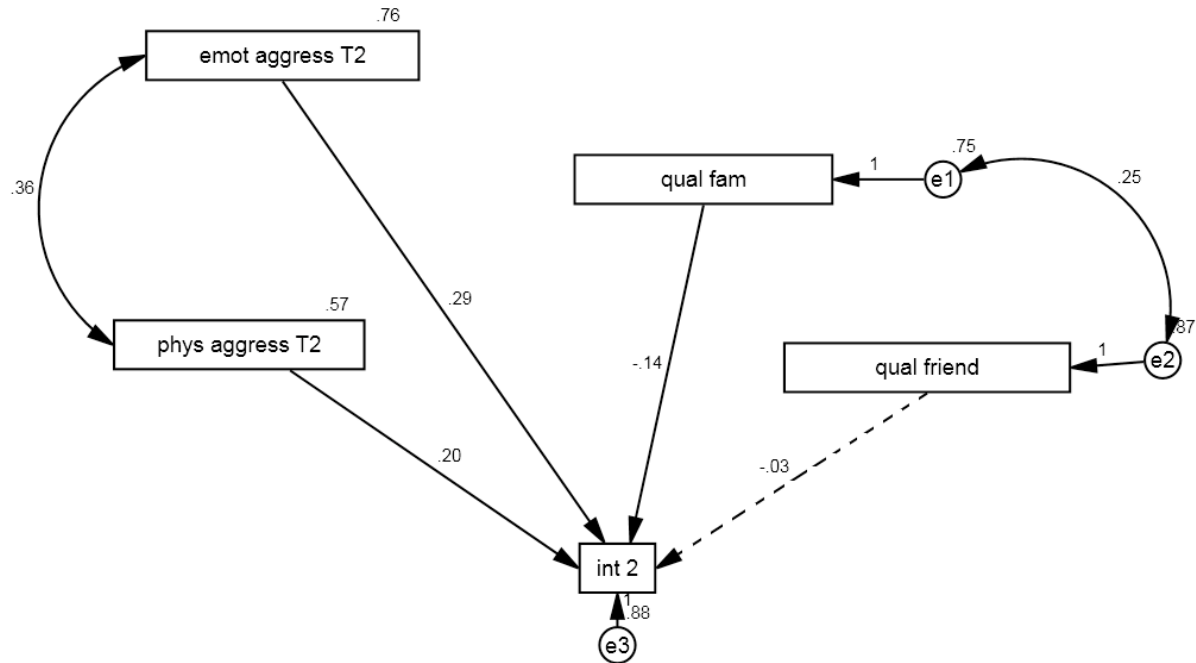 .76
emot aggress T2
.75
1
e1
.25
qual fam
.36
.29
.57
phys aggress T2
.87
1
e2
qual friend
-.14
.20
-.03
int 2
1
.88
e3